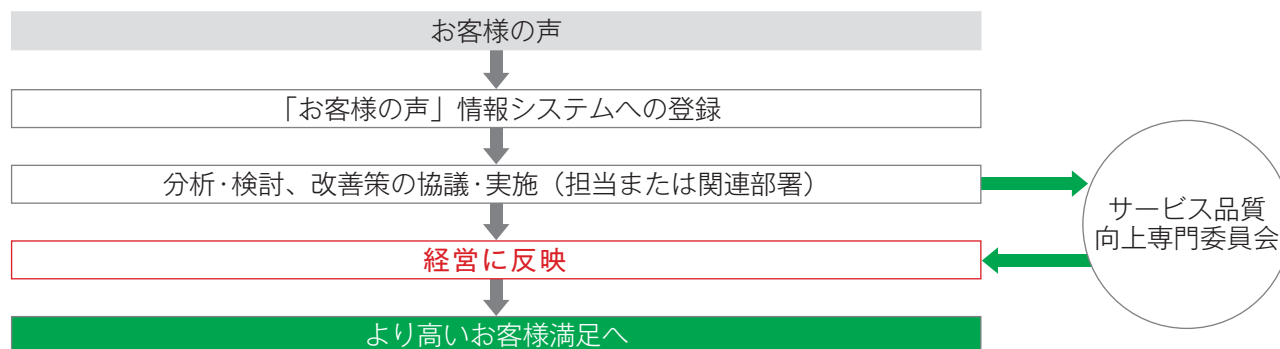 お客様の声
「お客様の声」情報システムへの登録
分析・検討、改善策の協議・実施（担当または関連部署）
サービス品質
向上専門委員会
経営に反映
より高いお客様満足へ